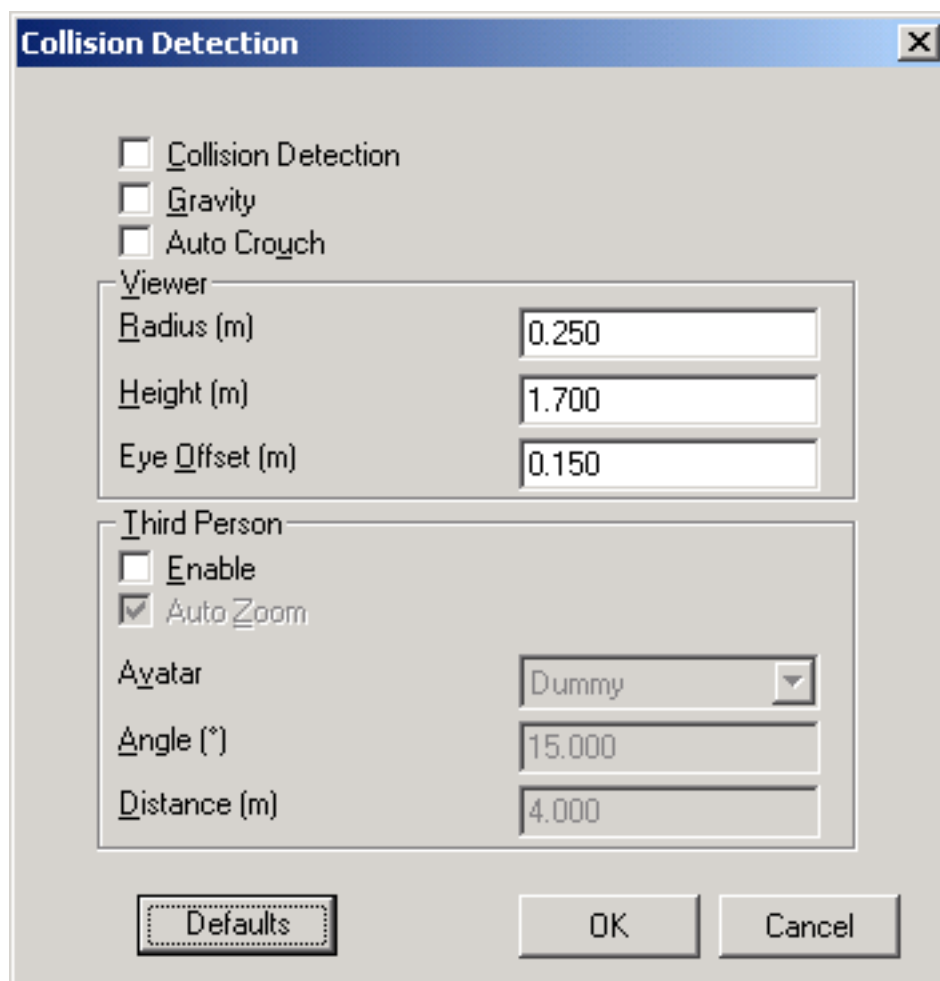 Collision Detection
Collision Detection
Gravity
Auto Crouch
Viewer
Radius (m) 0.250
Height (m) 1.700
Eye Offset (m) 0.150
Third Person
Enable
Auto Zoom
Avatar Dummy
Angle (°) 15.000
Distance (m) 4.000
Defaults OK Cancel